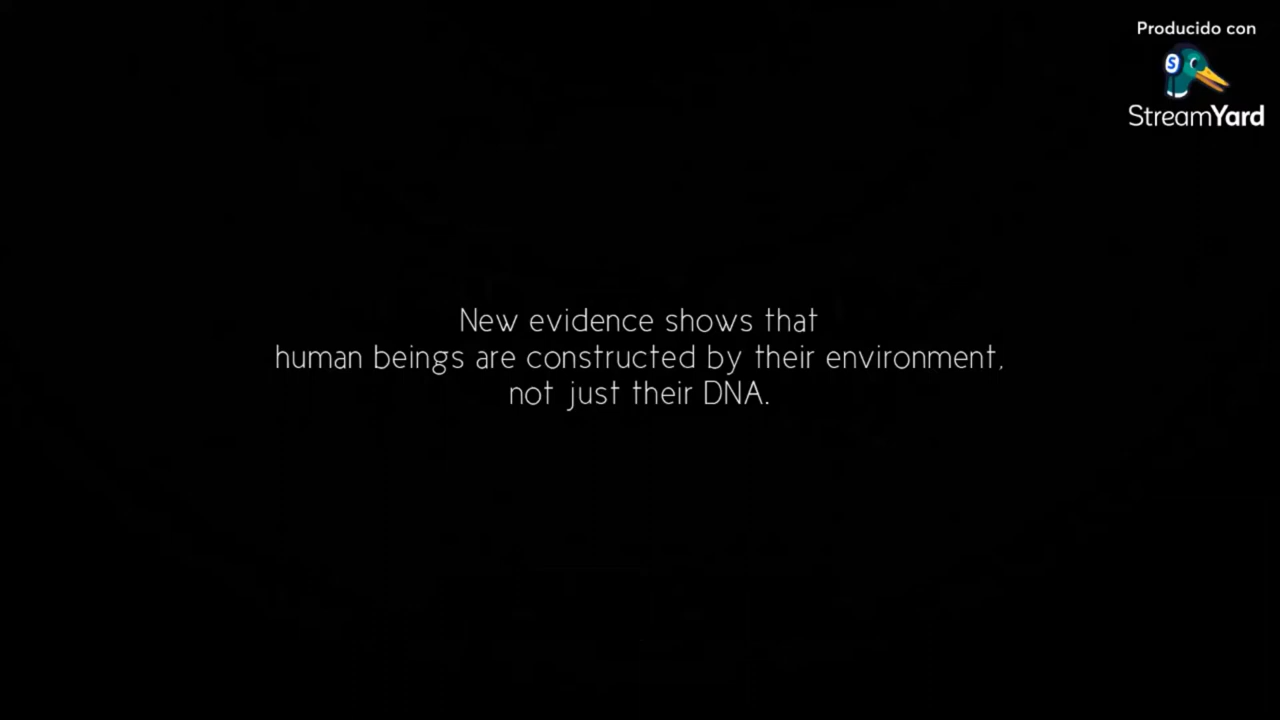 Producido con
StreamYard
New evidence shows that
human beings are constructed by their environment,
not just their DNA.